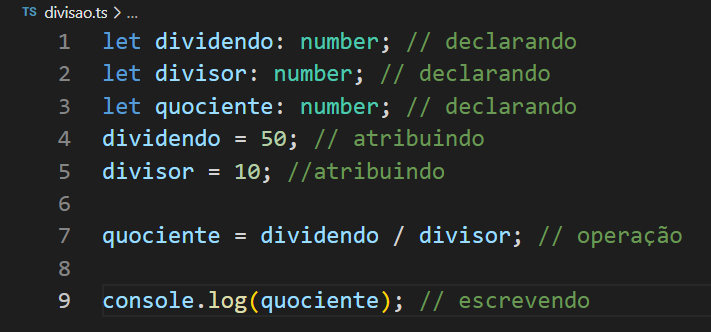 TS divisao.ts > ...
1 let dividendo: number; // declarando
2 let divisor: number; // declarando
3 let quociente: number; // declarando
4 dividendo = 50; // atribuindo
5 divisor = 10; //atribuindo
6
7 quociente = dividendo / divisor; // operação
8
9 console.log(quociente); // escrevendo